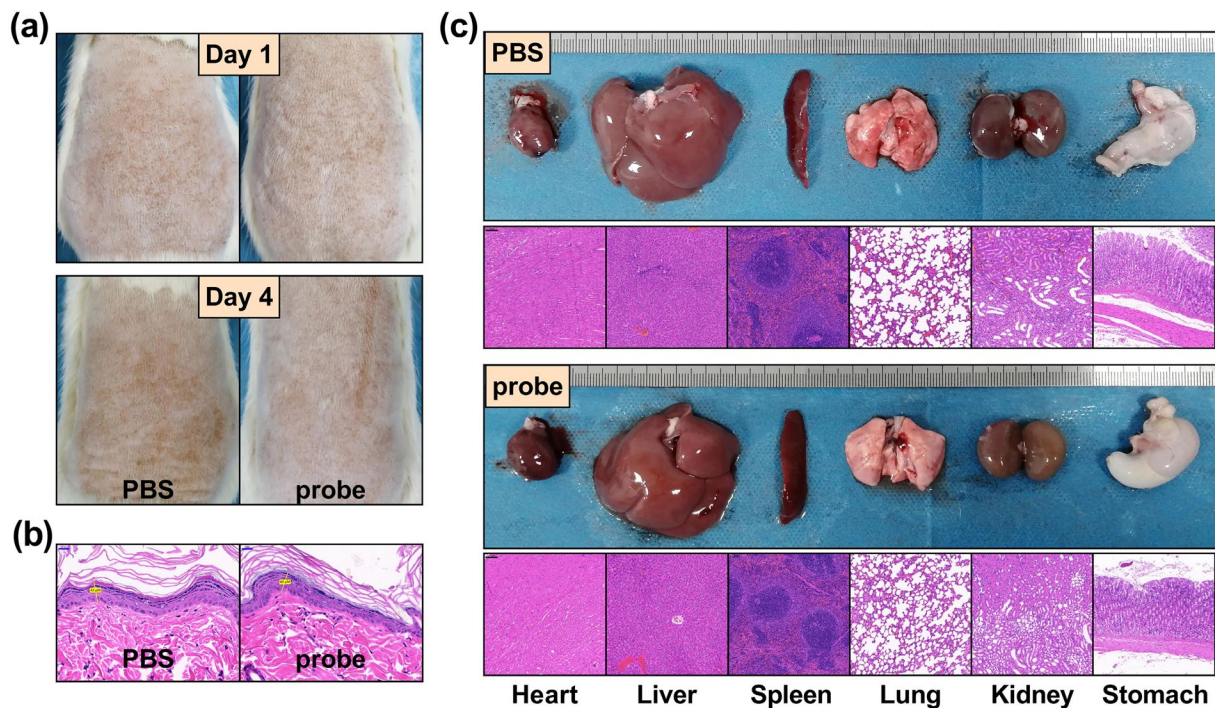 (a)
Day 1
Day 4
PBS
probe
(b)
PBS
probe
(c)
PBS
probe
Heart
Liver
Spleen
Lung
Kidney
Stomach